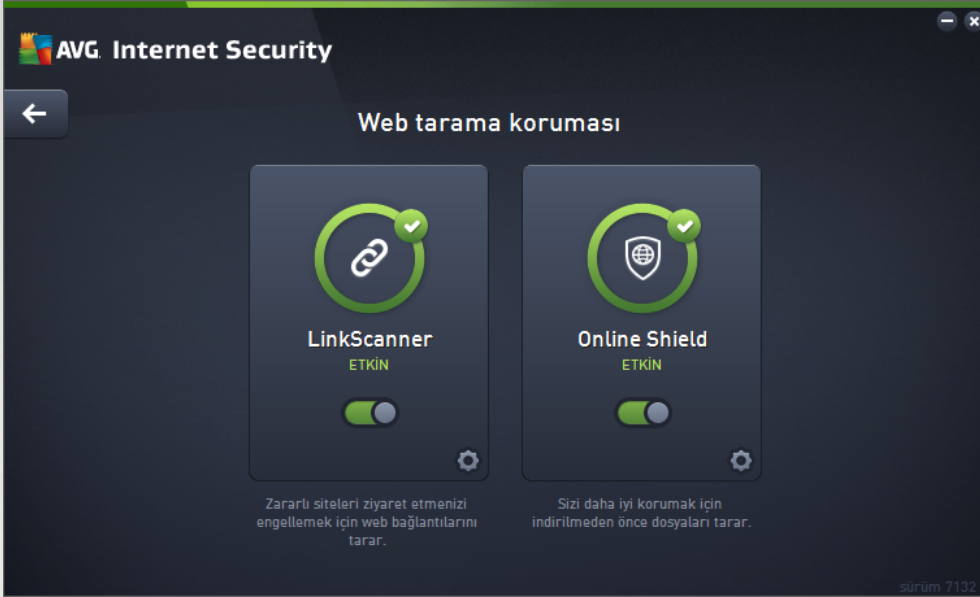 AVG. Internet Security
Web tarama koruması
LinkScanner
ETKİN
Zararlı siteleri ziyaret etmenizi
engellemek için web bağlantılarını
tarar.
Online Shield
ETKİN
Sizi daha iyi korumak için
indirilmeden önce dosyaları tarar.
sürüm 7132